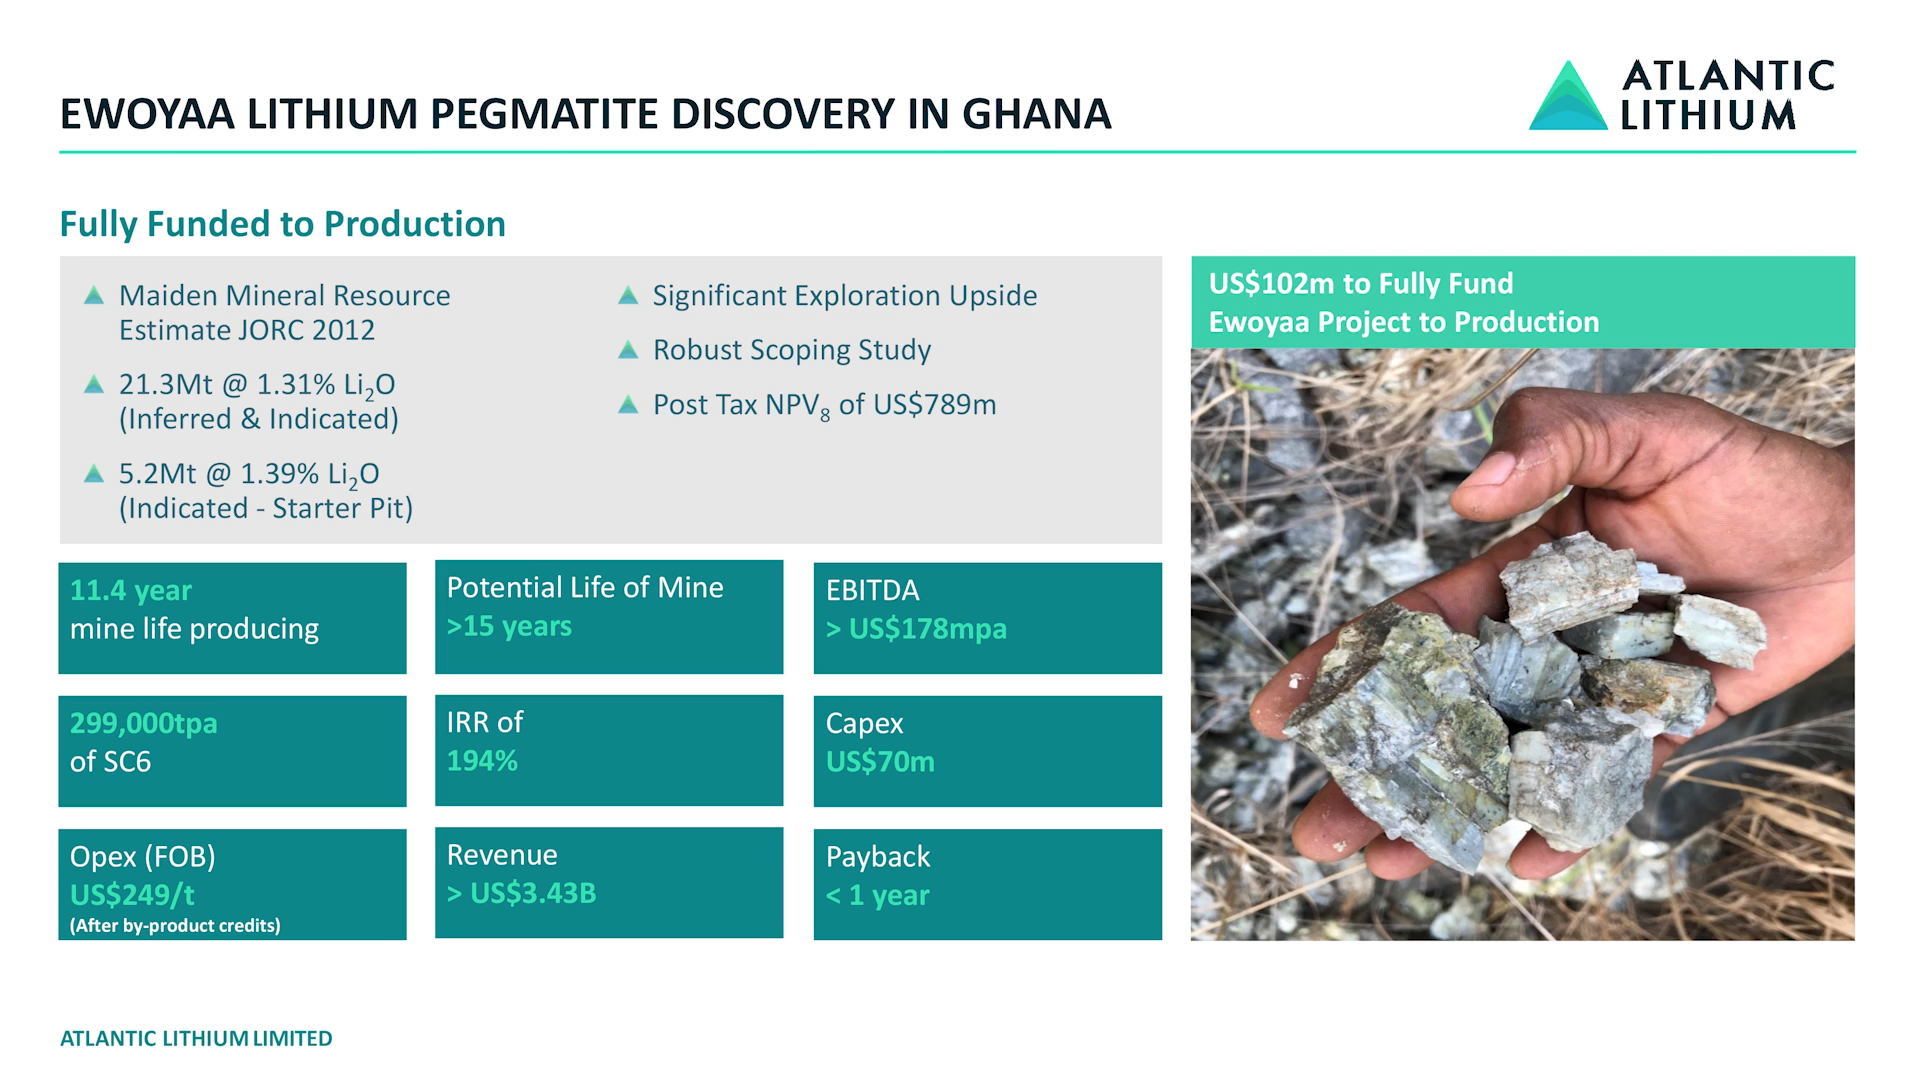 EWOYAA LITHIUM PEGMATITE DISCOVERY IN GHANA
ATLANTIC
LITHIUM
Fully Funded to Production
Maiden Mineral Resource
Estimate JORC 2012
21.3Mt @ 1.31% Li₂O
(Inferred & Indicated)
5.2Mt @ 1.39% Li₂O
(Indicated - Starter Pit)
Significant Exploration Upside
Robust Scoping Study
Post Tax NPV₈ of US$789m
US$102m to Fully Fund
Ewoyaa Project to Production
11.4 year
mine life producing
Potential Life of Mine
>15 years
EBITDA
> US$178mpa
299,000tpa
of SC6
IRR of
194%
Capex
US$70m
Opex (FOB)
US$249/t
(After by-product credits)
Revenue
> US$3.43B
Payback
< 1 year
ATLANTIC LITHIUM LIMITED